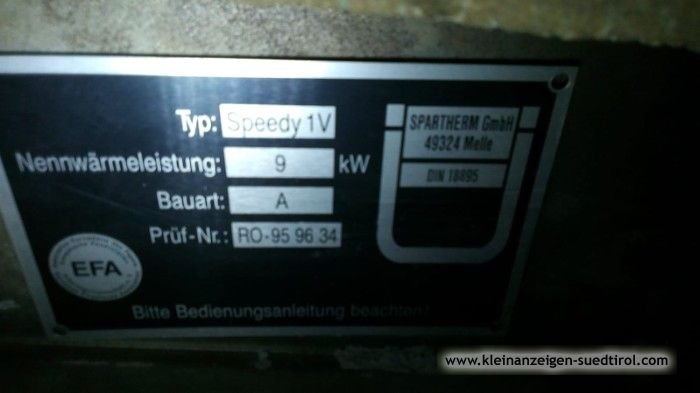 Typ: Speedy 1V
Nennwärmeleistung: 9 kW
Bauart: A
Prüf-Nr.: RO-95 96 34
SPARTHERM GmbH
49324 Melle
DIN 18895
EFA
Bitte Bedienungsanleitung beachten!
www.kleinanzeigen-suedtirol.com